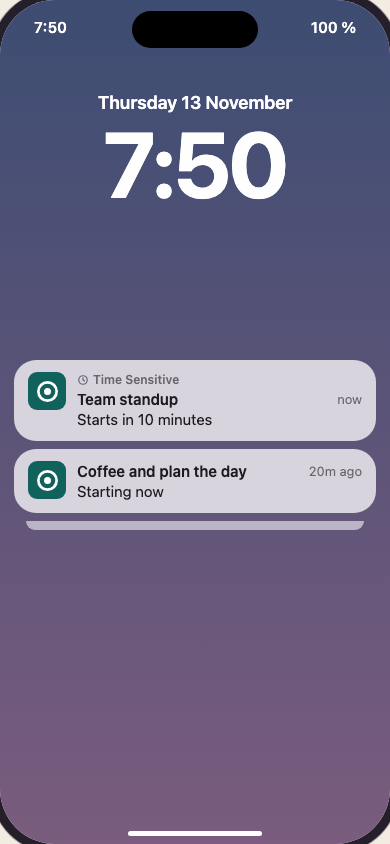 7:50
100 %
Thursday 13 November
7:50
Time Sensitive
Team standup
now
Starts in 10 minutes
Coffee and plan the day
20m ago
Starting now